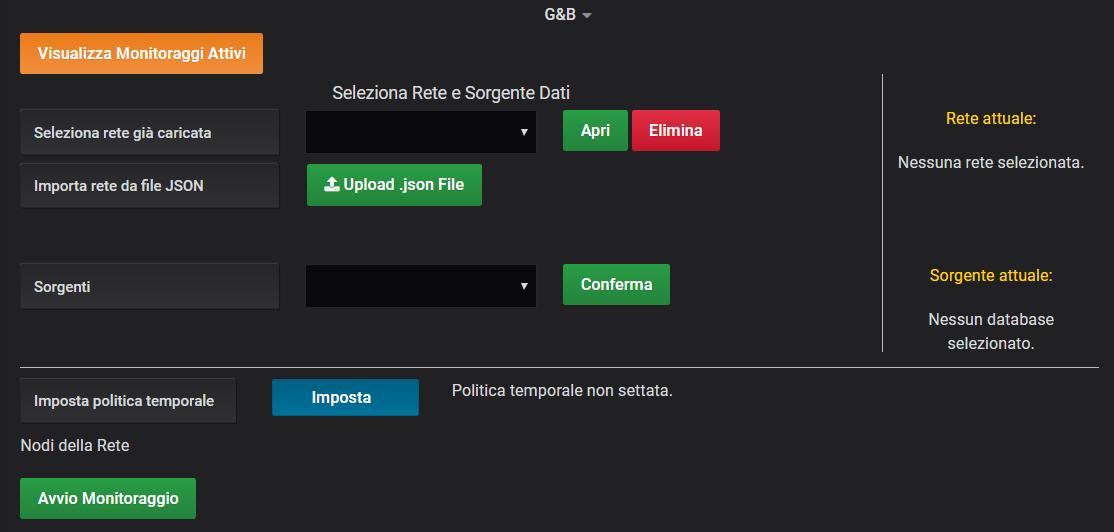 G&B
Visualizza Monitoraggi Attivi
Seleziona Rete e Sorgente Dati
Seleziona rete già caricata
Apri
Elimina
Importa rete da file JSON
Upload .json File
Sorgenti
Conferma
Rete attuale:
Nessuna rete selezionata.
Sorgente attuale:
Nessun database
selezionato.
Imposta politica temporale
Imposta
Politica temporale non settata.
Nodi della Rete
Avvio Monitoraggio